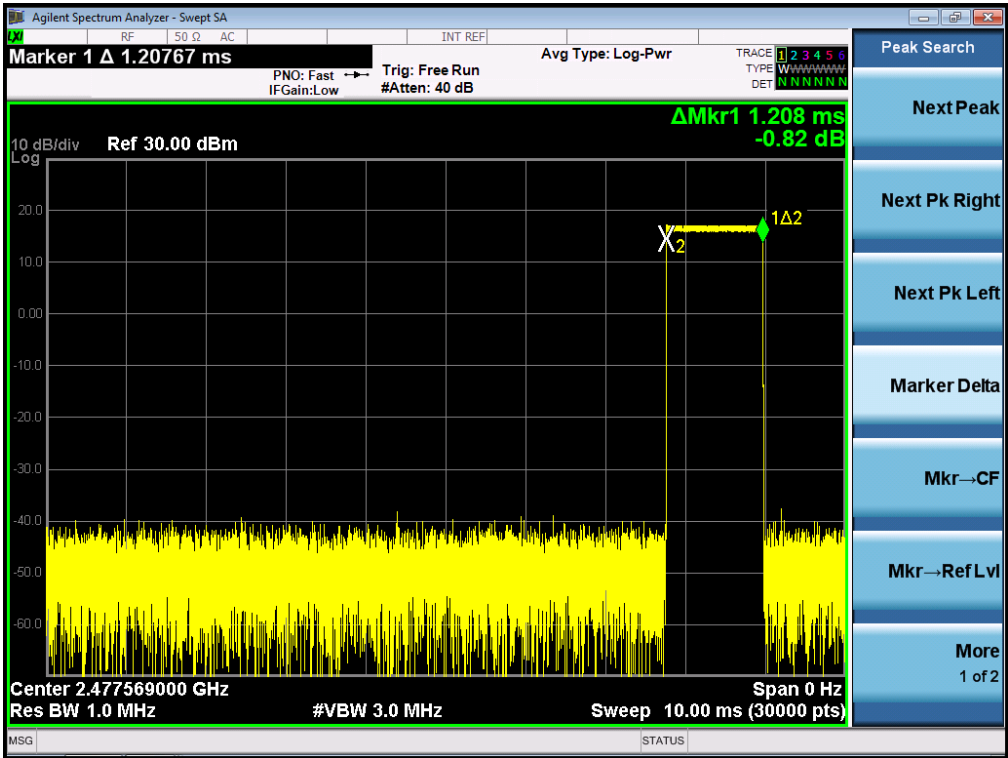 Agilent Spectrum Analyzer - Swept SA
LXI RF 50 Ω AC INT REF
Marker 1 Δ 1.20767 ms
PNO: Fast
IFGain:Low
Trig: Free Run
#Atten: 40 dB
Avg Type: Log-Pwr
TRACE 1 2 3 4 5 6
TYPE WWWWWW
DET N N N N N N
ΔMkr1 1.208 ms
-0.82 dB
10 dB/div Ref 30.00 dBm
Log
20.0
10.0
0.00
-10.0
-20.0
-30.0
-40.0
-50.0
-60.0
1Δ2
2
Center 2.477569000 GHz Span 0 Hz
Res BW 1.0 MHz #VBW 3.0 MHz Sweep 10.00 ms (30000 pts)
MSG STATUS
Peak Search
Next Peak
Next Pk Right
Next Pk Left
Marker Delta
Mkr→CF
Mkr→Ref Lvl
More
1 of 2